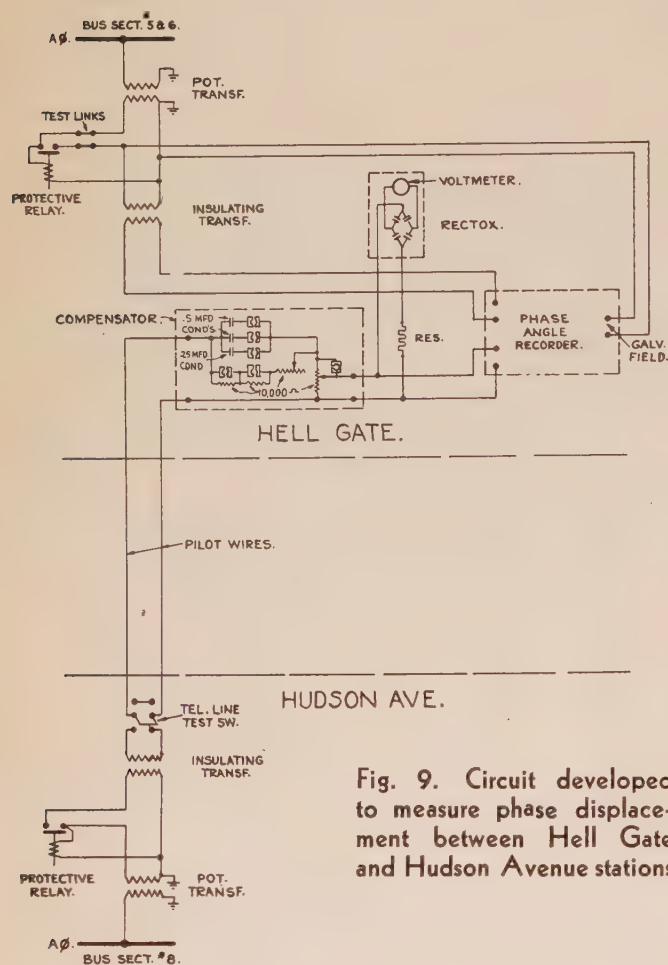 BUS SECT. #5 & 6.
AØ.
POT.
TRANSF.
TEST LINKS
PROTECTIVE
RELAY.
INSULATING
TRANSF.
VOLTMETER.
RECTOX.
COMPENSATOR.
.5 MFD
COND'S
.25 MFD
COND
10,000
RES.
PHASE
ANGLE
RECORDER.
GALV.
FIELD.
HELL GATE.
PILOT WIRES.
HUDSON AVE.
TEL. LINE
TEST SW.
INSULATING
TRANSF.
PROTECTIVE
RELAY.
POT.
TRANSF.
AØ.
BUS SECT. #8.
Fig. 9. Circuit developed
to measure phase displace-
ment between Hell Gate
and Hudson Avenue stations